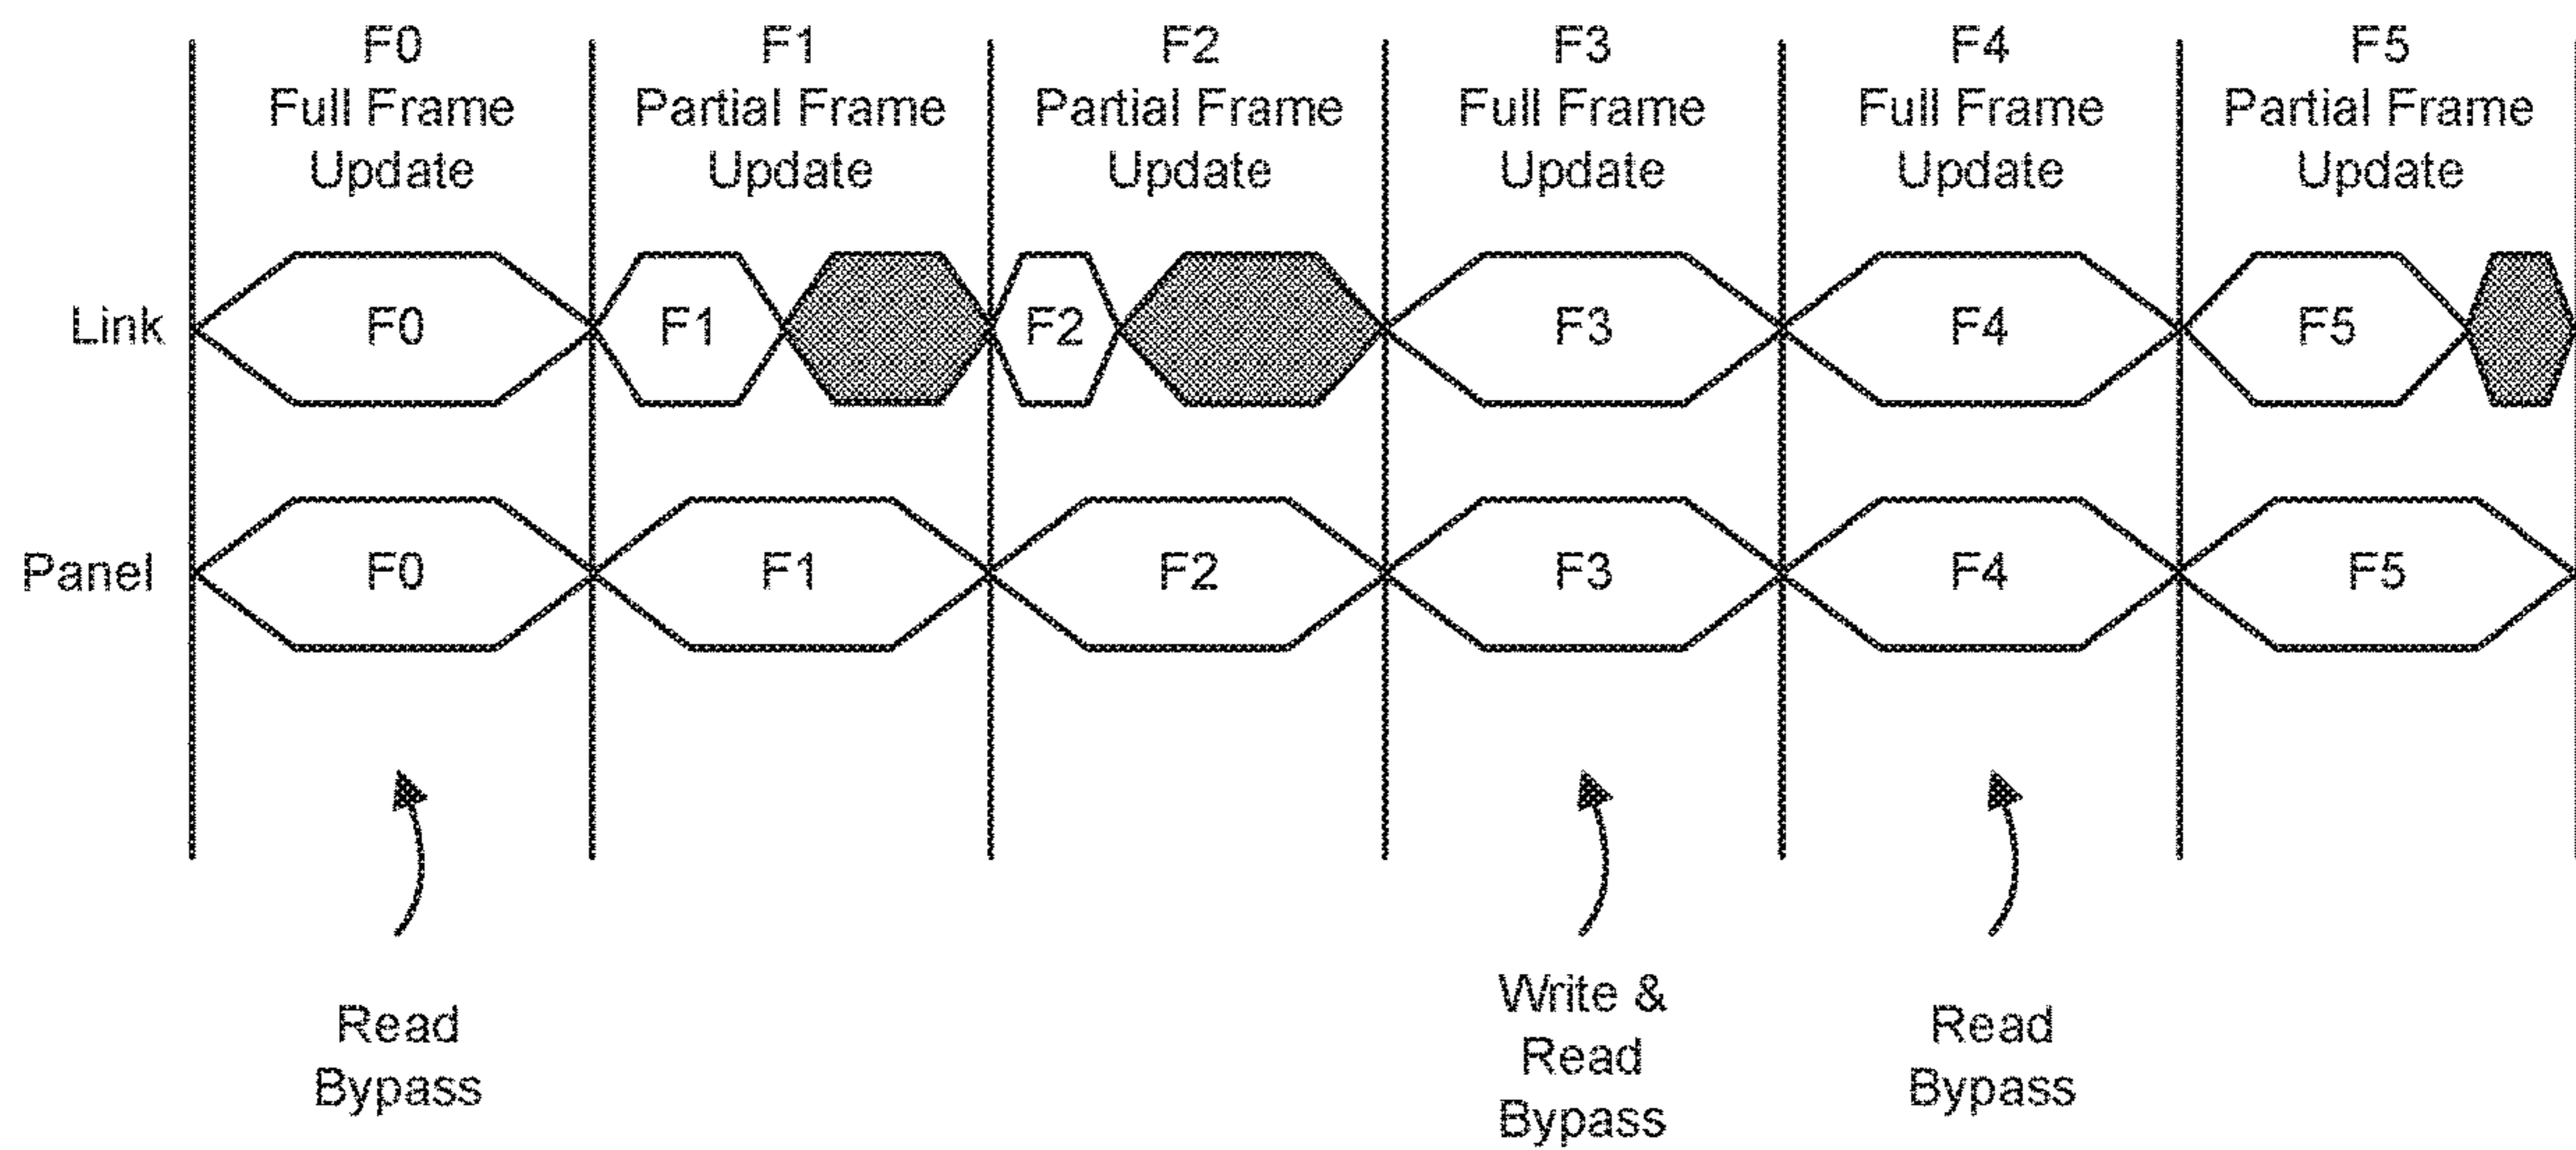 F0 F1 F2 F3 F4 F5
Full Frame Partial Frame Partial Frame Full Frame Full Frame Partial Frame
Update Update Update Update Update Update
Link F0 F1 F2 F3 F4 F5
Panel F0 F1 F2 F3 F4 F5
Read
Bypass
Write &
Read
Bypass
Read
Bypass